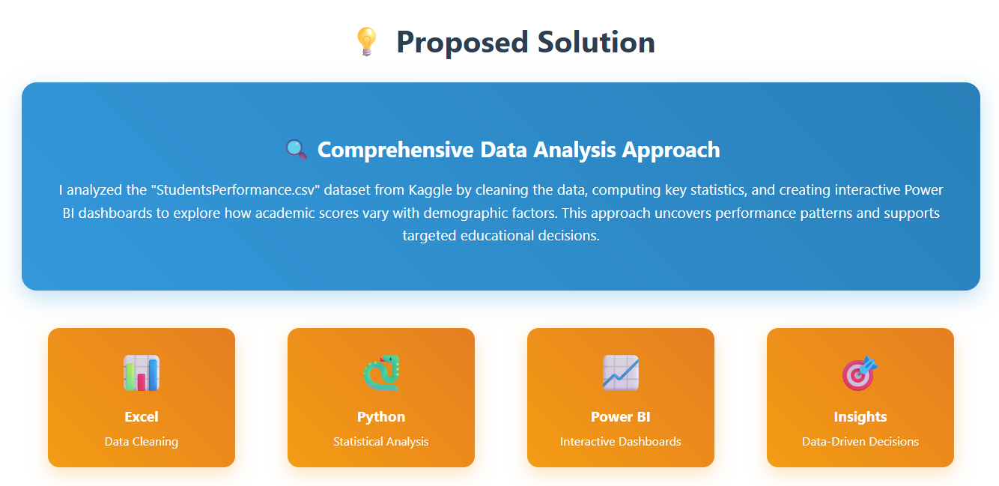 Proposed Solution
Comprehensive Data Analysis Approach
I analyzed the "StudentsPerformance.csv" dataset from Kaggle by cleaning the data, computing key statistics, and creating interactive Power
BI dashboards to explore how academic scores vary with demographic factors. This approach uncovers performance patterns and supports
targeted educational decisions.
Excel
Data Cleaning
Python
Statistical Analysis
Power BI
Interactive Dashboards
Insights
Data-Driven Decisions